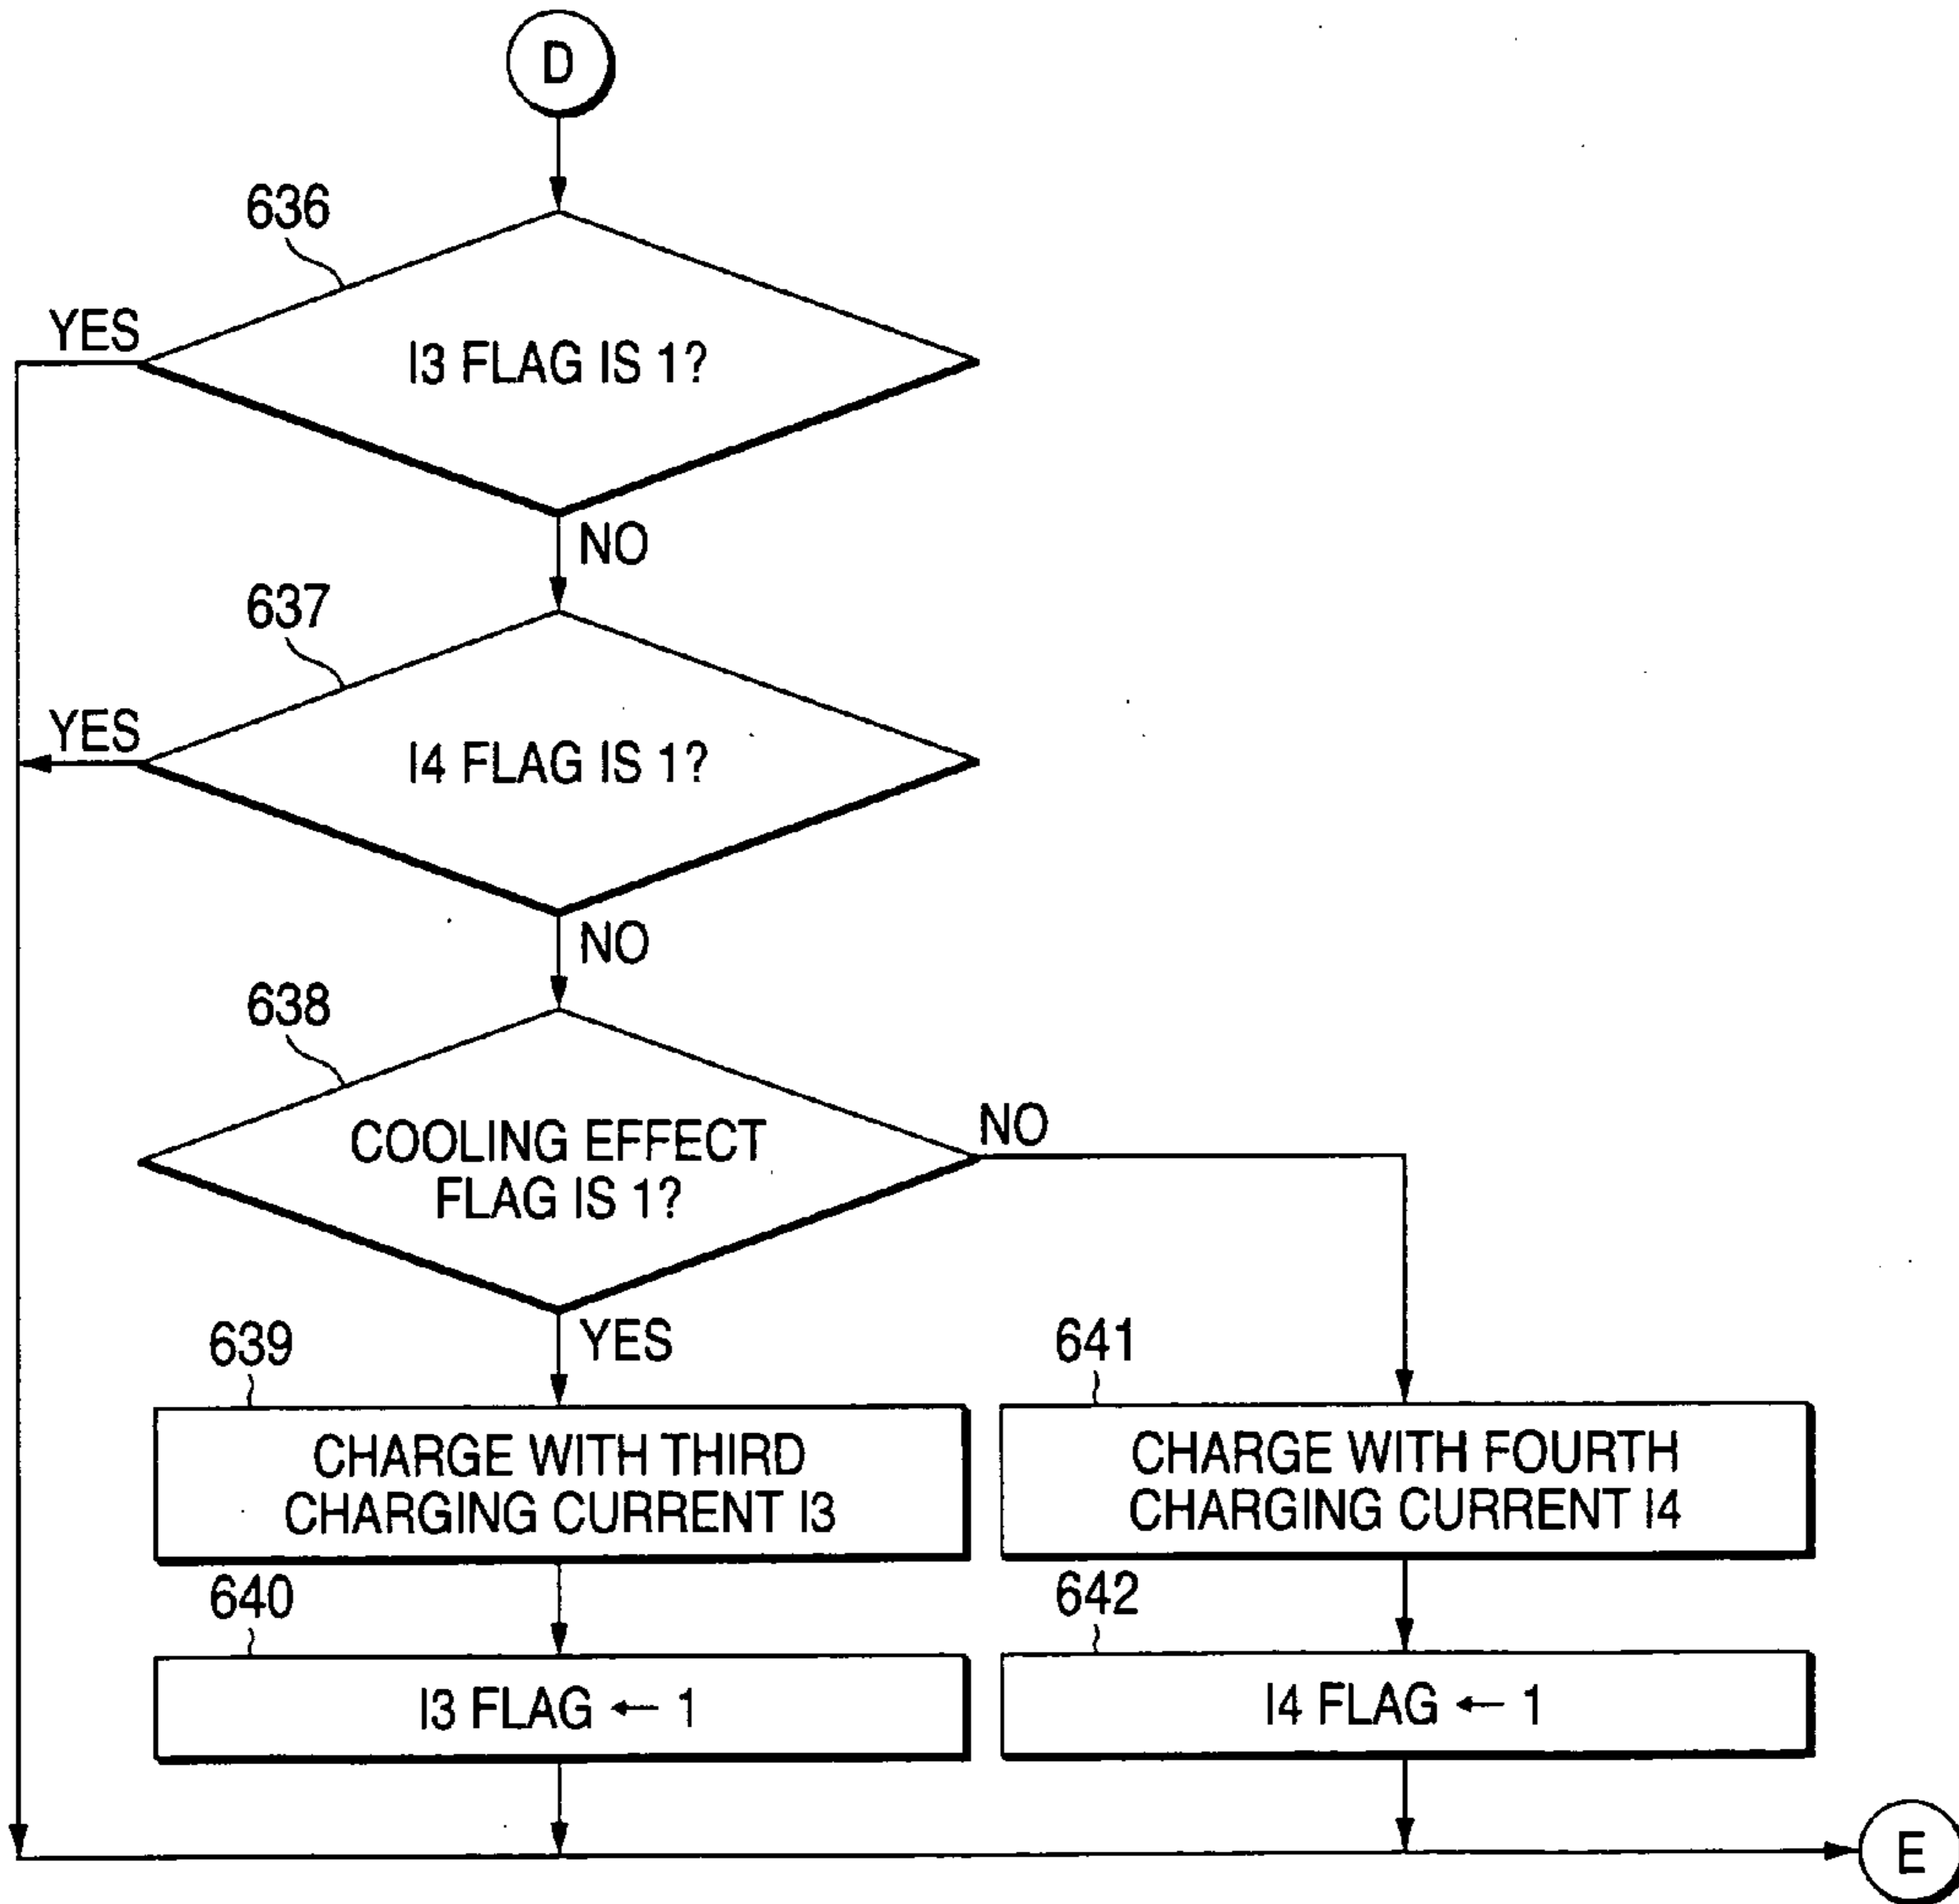 D
636
YES
I3 FLAG IS 1?
NO
637
YES
I4 FLAG IS 1?
NO
638
COOLING EFFECT
FLAG IS 1?
NO
YES
639
CHARGE WITH THIRD
CHARGING CURRENT I3
641
CHARGE WITH FOURTH
CHARGING CURRENT I4
640
I3 FLAG ← 1
642
I4 FLAG ← 1
E